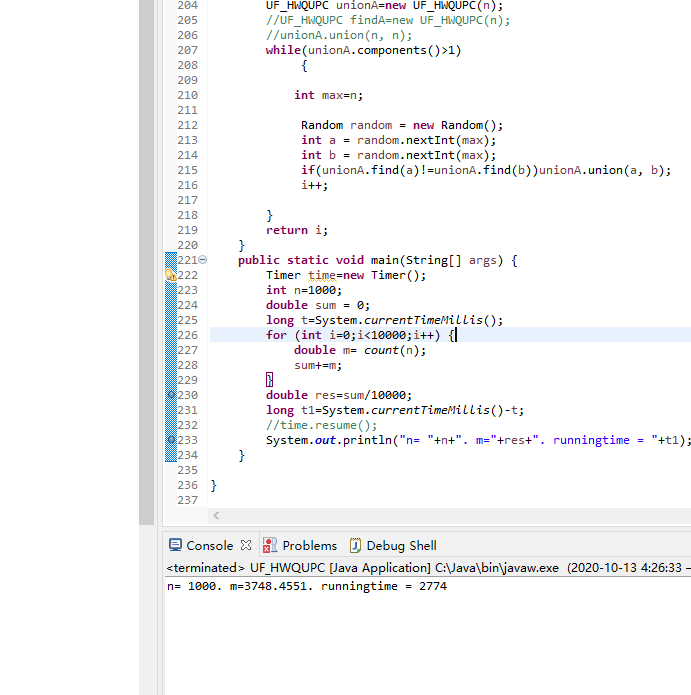 204 UF_HWQUPC unionA=new UF_HWQUPC(n);
205 //UF_HWQUPC findA=new UF_HWQUPC(n);
206 //unionA.union(n, n);
207 while(unionA.components()>1)
208 {
209
210 int max=n;
211
212 Random random = new Random();
213 int a = random.nextInt(max);
214 int b = random.nextInt(max);
215 if(unionA.find(a)!=unionA.find(b))unionA.union(a, b);
216 i++;
217
218 }
219 return i;
220 }
221 public static void main(String[] args) {
222 Timer time=new Timer();
223 int n=1000;
224 double sum = 0;
225 long t=System.currentTimeMillis();
226 for (int i=0;i<10000;i++) {
227 double m= count(n);
228 sum+=m;
229 }
230 double res=sum/10000;
231 long t1=System.currentTimeMillis()-t;
232 //time.resume();
233 System.out.println("n= "+n+". m="+res+". runningtime = "+t1);
234 }
235
236 }
237
Console Problems Debug Shell
<terminated> UF_HWQUPC [Java Application] C:\Java\bin\javaw.exe (2020-10-13 4:26:33 –
n= 1000. m=3748.4551. runningtime = 2774